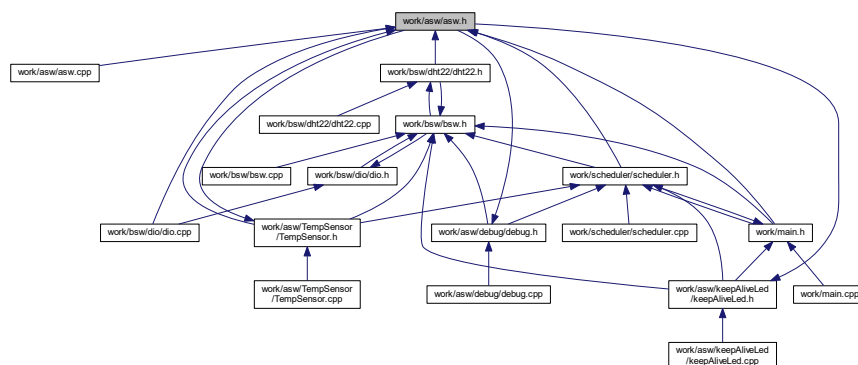 work/asw/asw.h
work/asw/asw.cpp
work/bsw/dht22/dht22.h
work/bsw/dht22/dht22.cpp
work/bsw/bsw.h
work/bsw/bsw.cpp
work/bsw/dio/dio.h
work/scheduler/scheduler.h
work/bsw/dio/dio.cpp
work/asw/TempSensor
/TempSensor.h
work/asw/debug/debug.h
work/scheduler/scheduler.cpp
work/main.h
work/asw/TempSensor
/TempSensor.cpp
work/asw/debug/debug.cpp
work/asw/keepAliveLed
/keepAliveLed.h
work/main.cpp
work/asw/keepAliveLed
/keepAliveLed.cpp